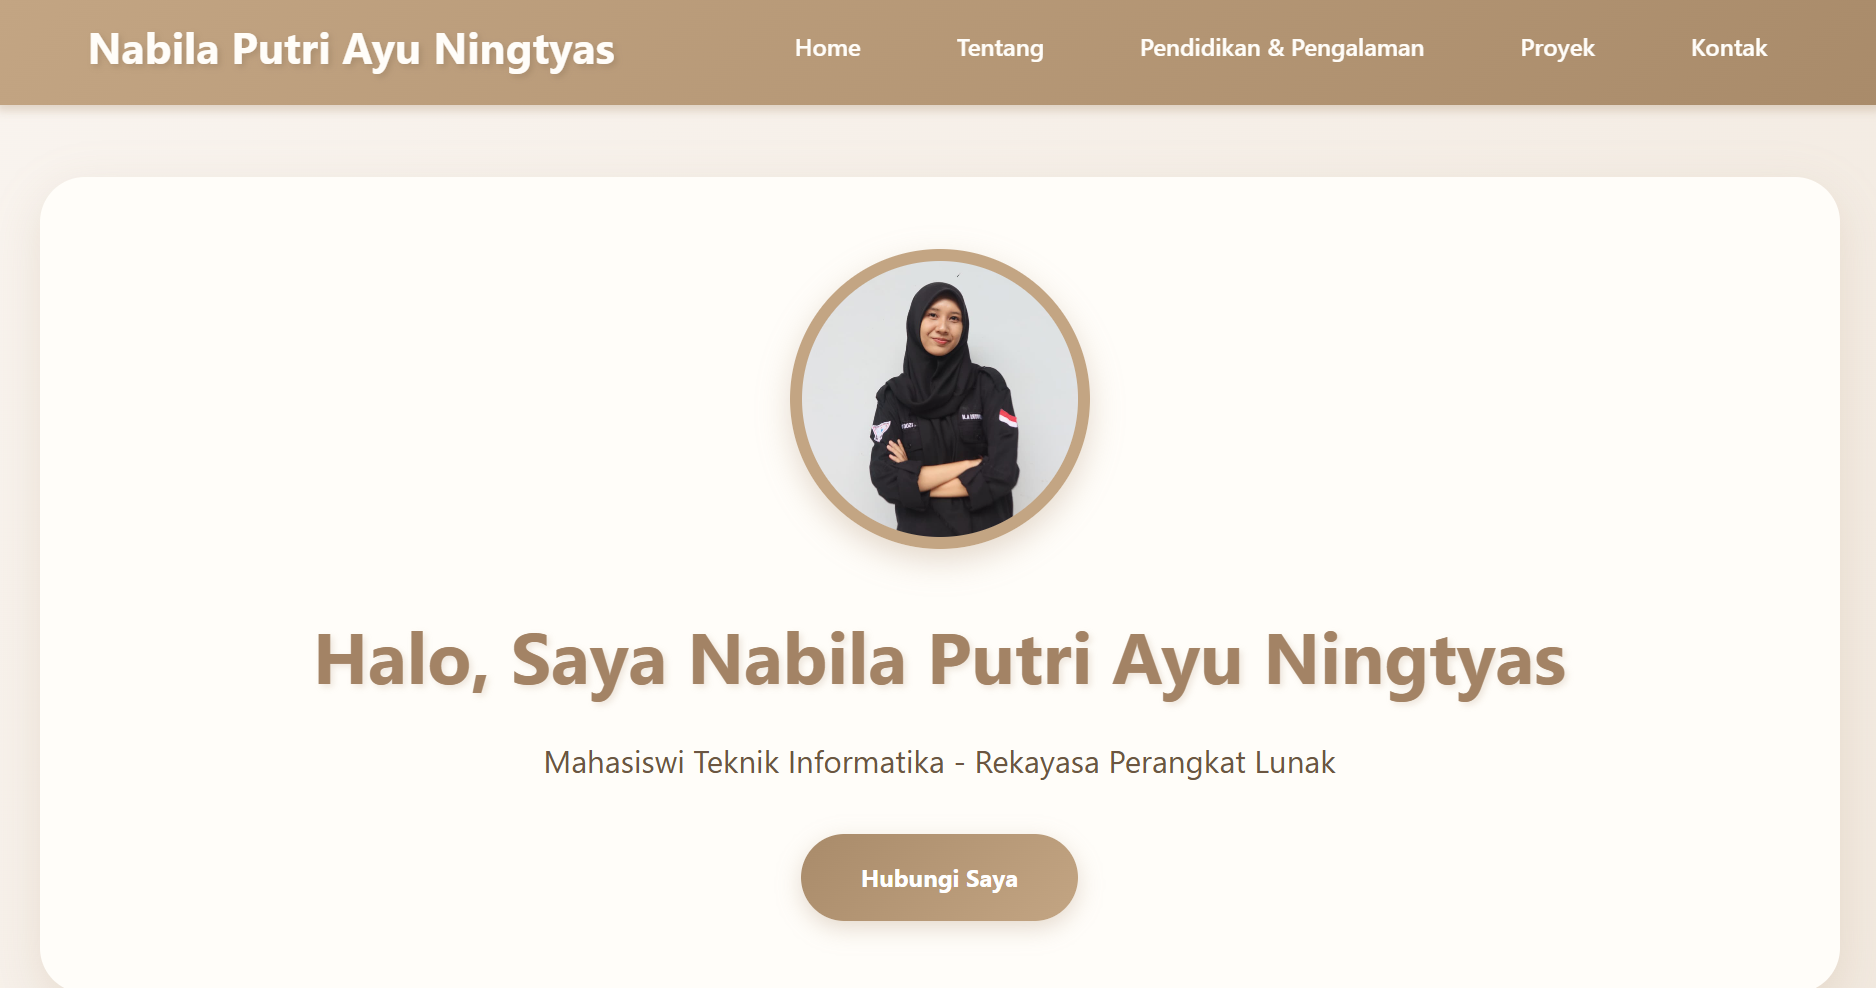 Nabila Putri Ayu Ningtyas
Home Tentang Pendidikan & Pengalaman Proyek Kontak
Halo, Saya Nabila Putri Ayu Ningtyas
Mahasiswi Teknik Informatika - Rekayasa Perangkat Lunak
Hubungi Saya